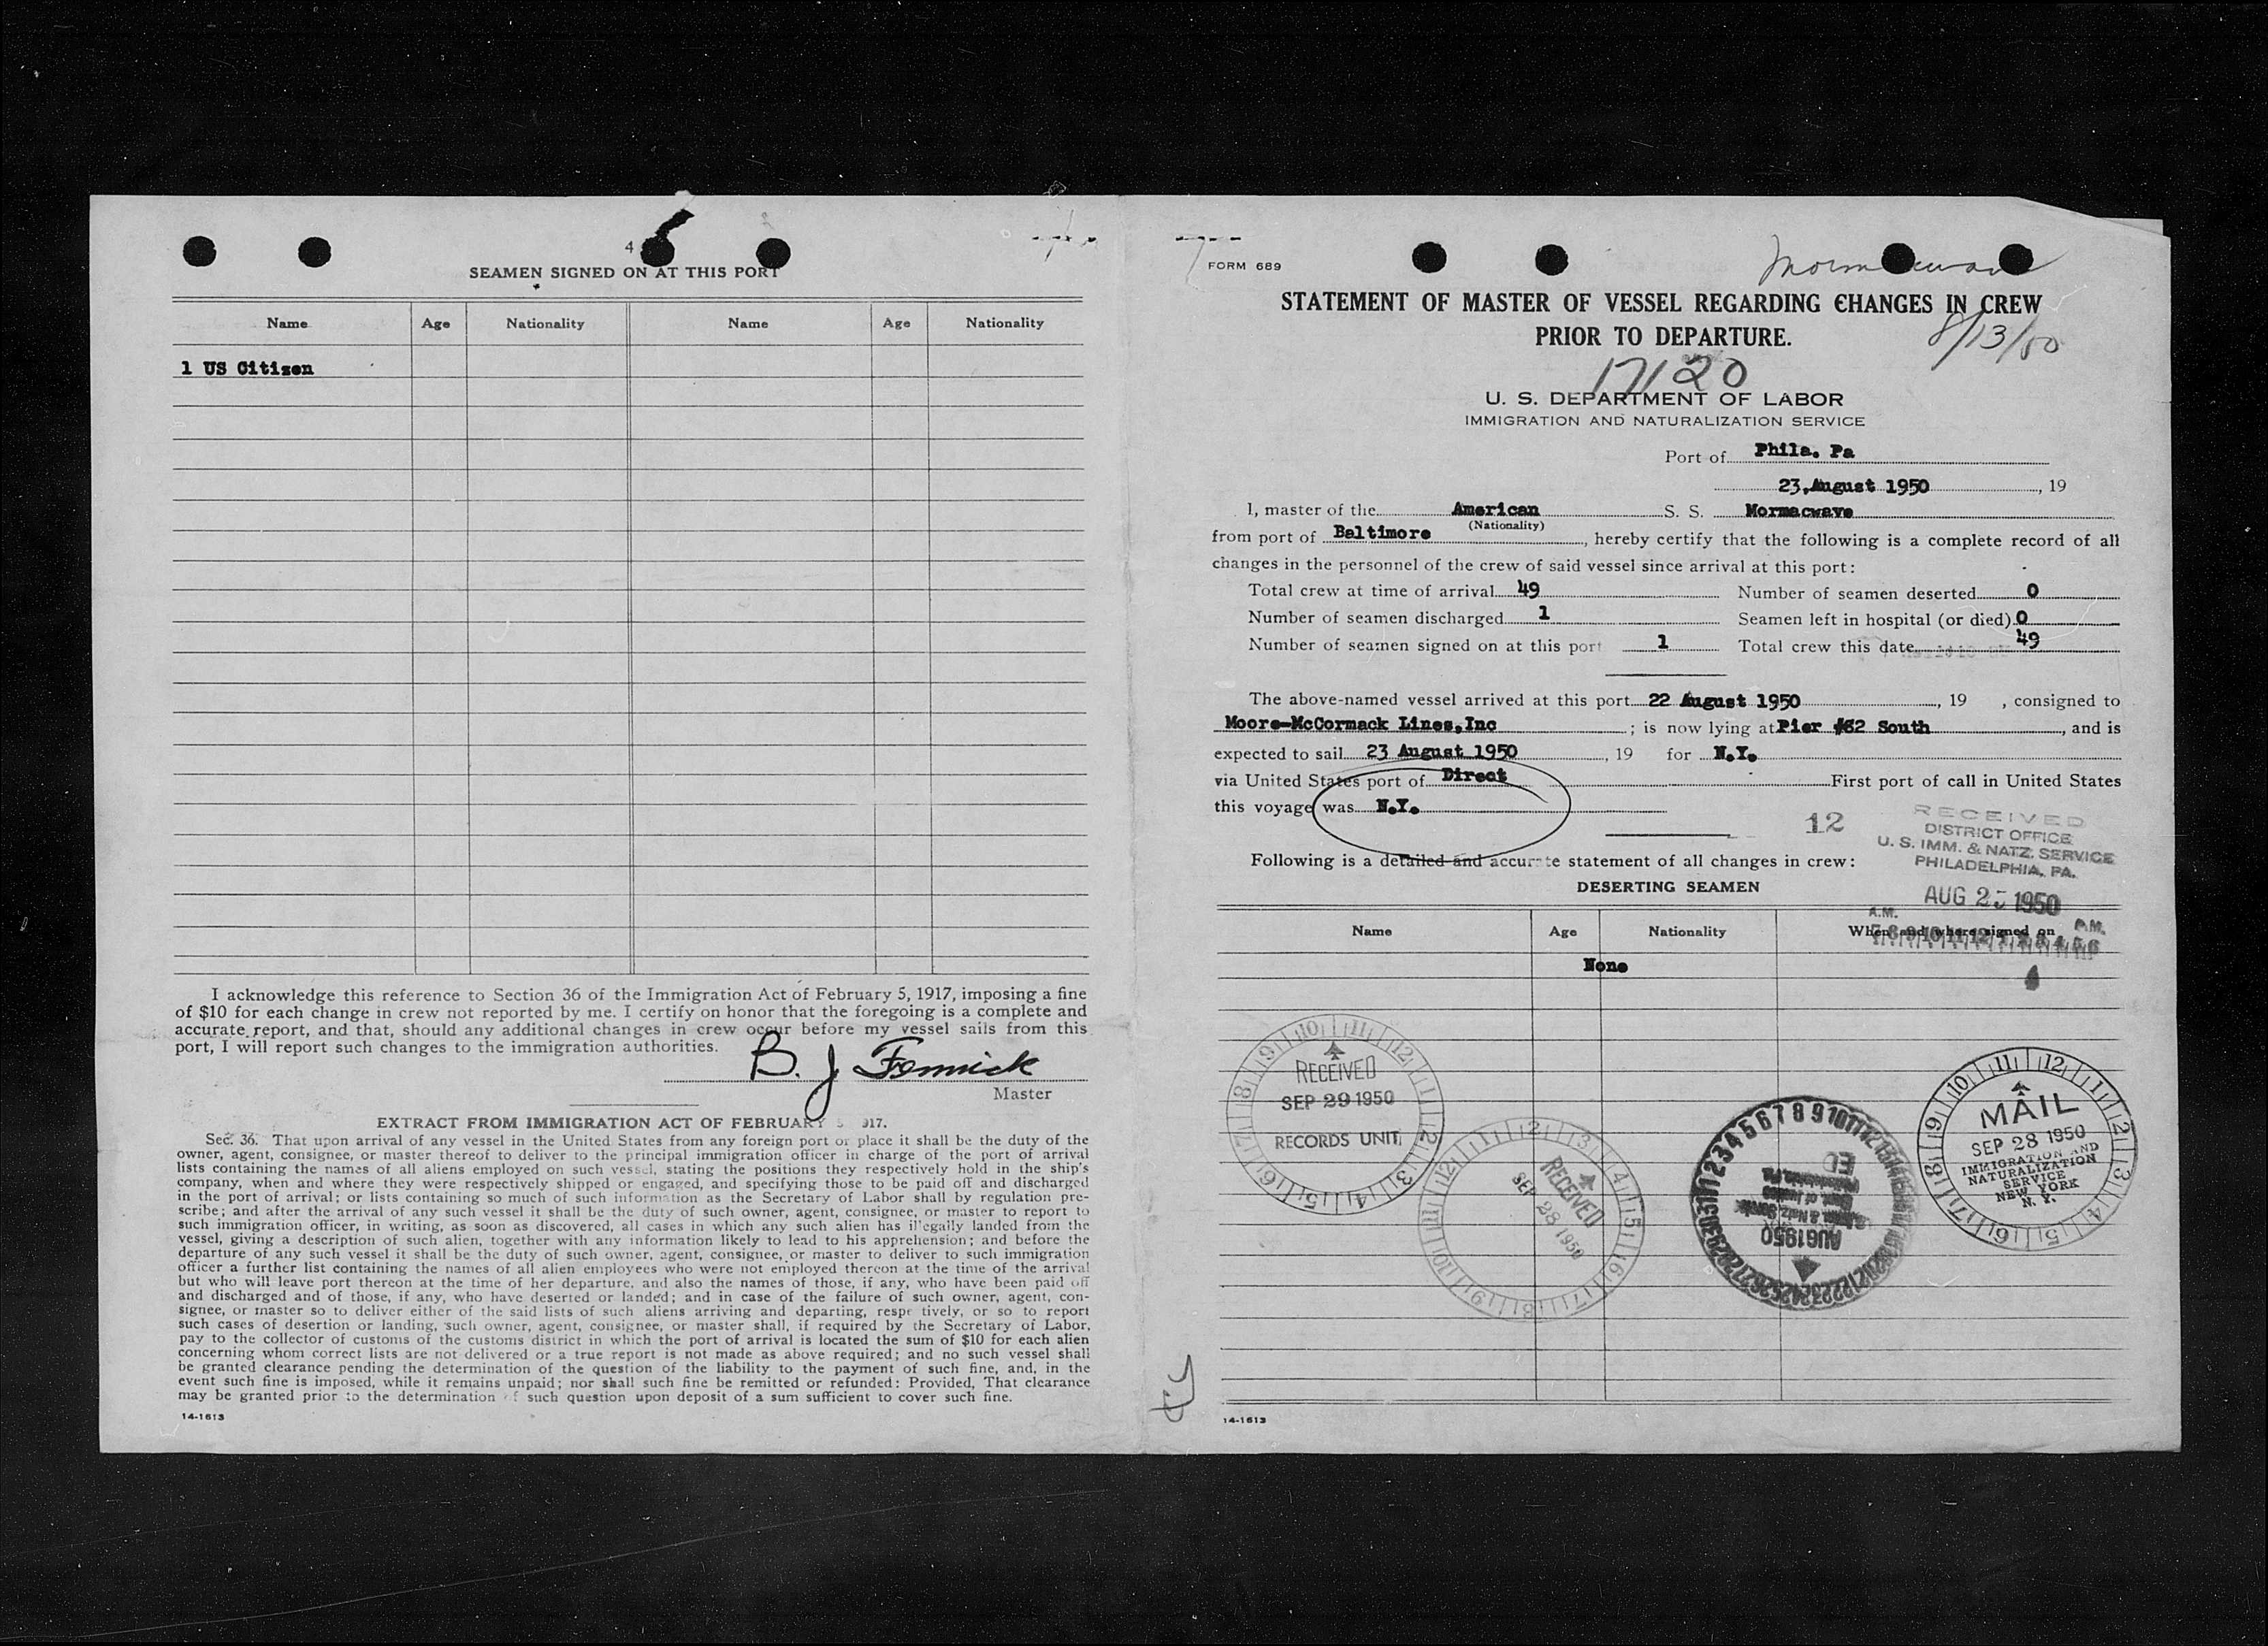 4
SEAMEN SIGNED ON AT THIS PORT
Name Age Nationality Name Age Nationality
1 US Citizen
I acknowledge this reference to Section 36 of the Immigration Act of February 5, 1917, imposing a fine
of $10 for each change in crew not reported by me. I certify on honor that the foregoing is a complete and
accurate report, and that, should any additional changes in crew occur before my vessel sails from this
port, I will report such changes to the immigration authorities.
B. J Fennick
Master
EXTRACT FROM IMMIGRATION ACT OF FEBRUARY 5 917.
Sec. 36. That upon arrival of any vessel in the United States from any foreign port or place it shall be the duty of the
owner, agent, consignee, or master thereof to deliver to the principal immigration officer in charge of the port of arrival
lists containing the names of all aliens employed on such vessel, stating the positions they respectively hold in the ship's
company, when and where they were respectively shipped or engaged, and specifying those to be paid off and discharged
in the port of arrival; or lists containing so much of such information as the Secretary of Labor shall by regulation pre-
scribe; and after the arrival of any such vessel it shall be the duty of such owner, agent, consignee, or master to report to
such immigration officer, in writing, as soon as discovered, all cases in which any such alien has illegally landed from the
vessel, giving a description of such alien, together with any information likely to lead to his apprehension; and before the
departure of any such vessel it shall be the duty of such owner, agent, consignee, or master to deliver to such immigration
officer a further list containing the names of all alien employees who were not employed thereon at the time of the arrival
but who will leave port thereon at the time of her departure, and also the names of those, if any, who have been paid off
and discharged and of those, if any, who have deserted or landed; and in case of the failure of such owner, agent, con-
signee, or master so to deliver either of the said lists of such aliens arriving and departing, respectively, or so to report
such cases of desertion or landing, such owner, agent, consignee, or master shall, if required by the Secretary of Labor,
pay to the collector of customs of the customs district in which the port of arrival is located the sum of $10 for each alien
concerning whom correct lists are not delivered or a true report is not made as above required; and no such vessel shall
be granted clearance pending the determination of the question of the liability to the payment of such fine, and, in the
event such fine is imposed, while it remains unpaid; nor shall such fine be remitted or refunded: Provided, That clearance
may be granted prior to the determination of such question upon deposit of a sum sufficient to cover such fine.
14-1613
FORM 689
STATEMENT OF MASTER OF VESSEL REGARDING CHANGES IN CREW
PRIOR TO DEPARTURE.
8/13/50
17120
U. S. DEPARTMENT OF LABOR
IMMIGRATION AND NATURALIZATION SERVICE
Port of Phila. Pa
23,August 1950, 19
I, master of the American S. S. Mormacwave
(Nationality)
from port of Baltimore, hereby certify that the following is a complete record of all
changes in the personnel of the crew of said vessel since arrival at this port:
Total crew at time of arrival 49 Number of seamen deserted 0
Number of seamen discharged 1 Seamen left in hospital (or died) 0
Number of seamen signed on at this port 1 Total crew this date 49
The above-named vessel arrived at this port 22 August 1950, 19 , consigned to
Moore-McCormack Lines,Inc ; is now lying at Pier #82 South, and is
expected to sail 23 August 1950, 19 for N.Y.
via United States port of Direct First port of call in United States
this voyage was N.Y.
12
RECEIVED
DISTRICT OFFICE
U. S. IMM. & NATZ. SERVICE
PHILADELPHIA, PA.
AUG 2 1950
A.M. P.M.
7 8 9 10 11 12 1 2 3 4 5 6
Following is a detailed and accurate statement of all changes in crew:
DESERTING SEAMEN
Name Age Nationality When and where signed on
None
RECEIVED
SEP 29 1950
RECORDS UNIT
RECEIVED
SEP 28 1950
AUG 1950
MAIL
SEP 28 1950
IMMIGRATION AND
NATURALIZATION
SERVICE
NEW YORK
N. Y.
14-1613